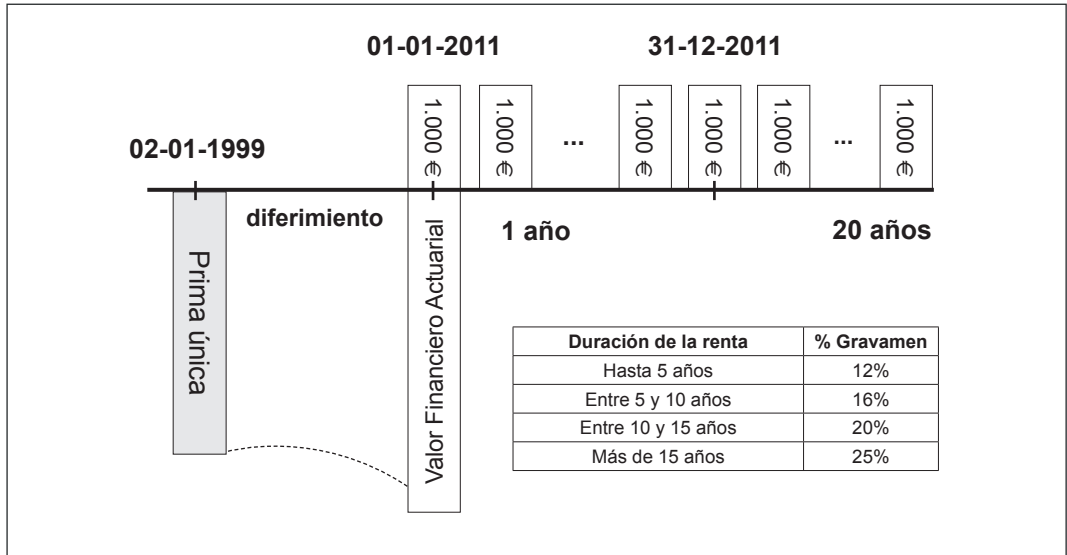 01-01-2011 31-12-2011
1.000 € 1.000 € ... 1.000 € 1.000 € 1.000 € ... 1.000 €
02-01-1999
diferimiento
1 año 20 años
Prima única
Valor Financiero Actuarial
Duración de la renta % Gravamen
Hasta 5 años 12%
Entre 5 y 10 años 16%
Entre 10 y 15 años 20%
Más de 15 años 25%